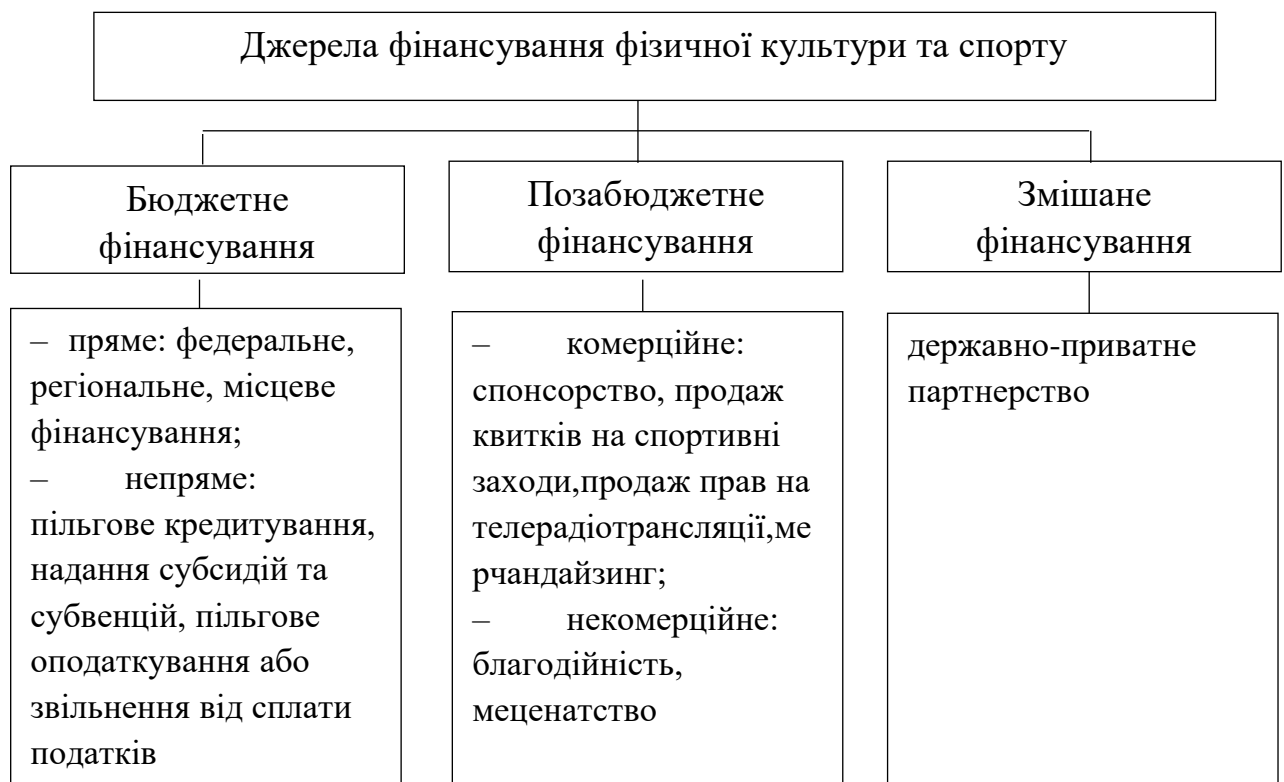 Джерела фінансування фізичної культури та спорту
Бюджетне
фінансування
Позабюджетне
фінансування
Змішане
фінансування
– пряме: федеральне,
регіональне, місцеве
фінансування;
– непряме:
пільгове кредитування,
надання субсидій та
субвенцій, пільгове
оподаткування або
звільнення від сплати
податків
– комерційне:
спонсорство, продаж
квитків на спортивні
заходи,продаж прав на
телерадіотрансляції,ме
рчандайзинг;
– некомерційне:
благодійність,
меценатство
державно-приватне
партнерство